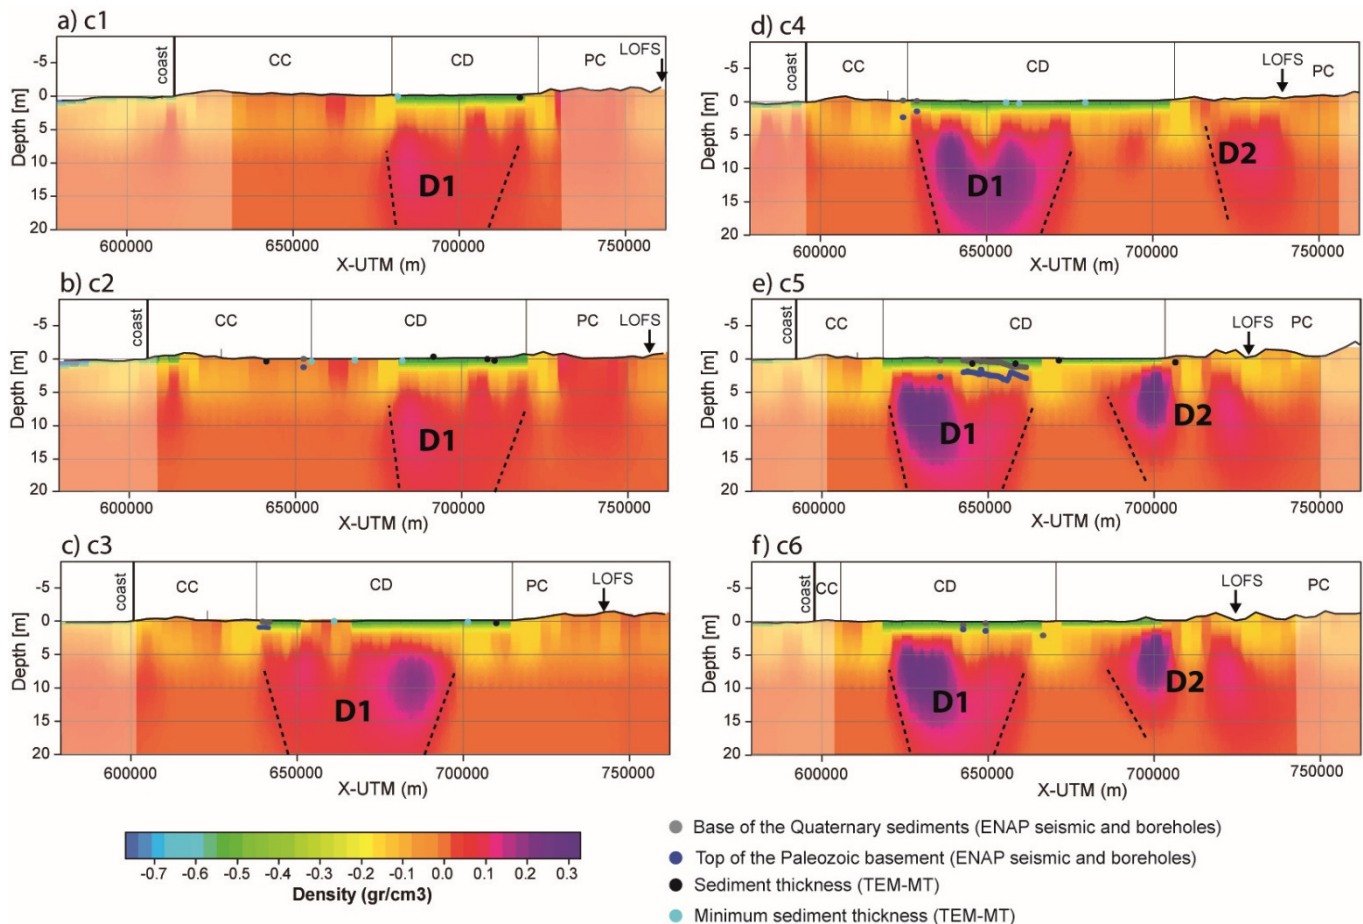 a) c1
coast
CC
CD
PC
LOFS
-5
0
5
10
15
20
Depth [m]
D1
600000 650000 700000 750000
X-UTM (m)
b) c2
coast
CC
CD
PC
LOFS
-5
0
5
10
15
20
Depth [m]
D1
600000 650000 700000 750000
X-UTM (m)
c) c3
coast
CC
CD
PC
LOFS
-5
0
5
10
15
20
Depth [m]
D1
600000 650000 700000 750000
X-UTM (m)
d) c4
coast
CC
CD
LOFS
PC
-5
0
5
10
15
20
Depth [m]
D1
D2
600000 650000 700000 750000
X-UTM (m)
e) c5
coast
CC
CD
LOFS
PC
-5
0
5
10
15
20
Depth [m]
D1
D2
600000 650000 700000 750000
X-UTM (m)
f) c6
coast
CC
CD
LOFS
PC
-5
0
5
10
15
20
Depth [m]
D1
D2
600000 650000 700000 750000
X-UTM (m)
-0.7 -0.6 -0.5 -0.4 -0.3 -0.2 -0.1 0.0 0.1 0.2 0.3
Density (gr/cm3)
Base of the Quaternary sediments (ENAP seismic and boreholes)
Top of the Paleozoic basement (ENAP seismic and boreholes)
Sediment thickness (TEM-MT)
Minimum sediment thickness (TEM-MT)